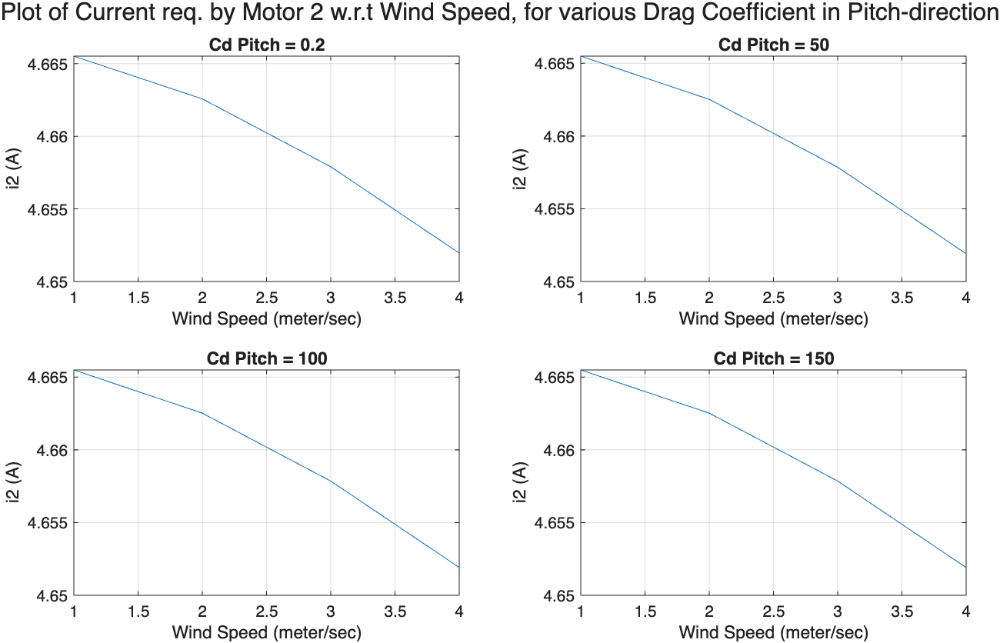 Plot of Current req. by Motor 2 w.r.t Wind Speed, for various Drag Coefficient in Pitch-direction
Cd Pitch = 0.2
4.665
4.66
4.655
4.65
i2 (A)
1 1.5 2 2.5 3 3.5 4
Wind Speed (meter/sec)
Cd Pitch = 50
4.665
4.66
4.655
4.65
i2 (A)
1 1.5 2 2.5 3 3.5 4
Wind Speed (meter/sec)
Cd Pitch = 100
4.665
4.66
4.655
4.65
i2 (A)
1 1.5 2 2.5 3 3.5 4
Wind Speed (meter/sec)
Cd Pitch = 150
4.665
4.66
4.655
4.65
i2 (A)
1 1.5 2 2.5 3 3.5 4
Wind Speed (meter/sec)